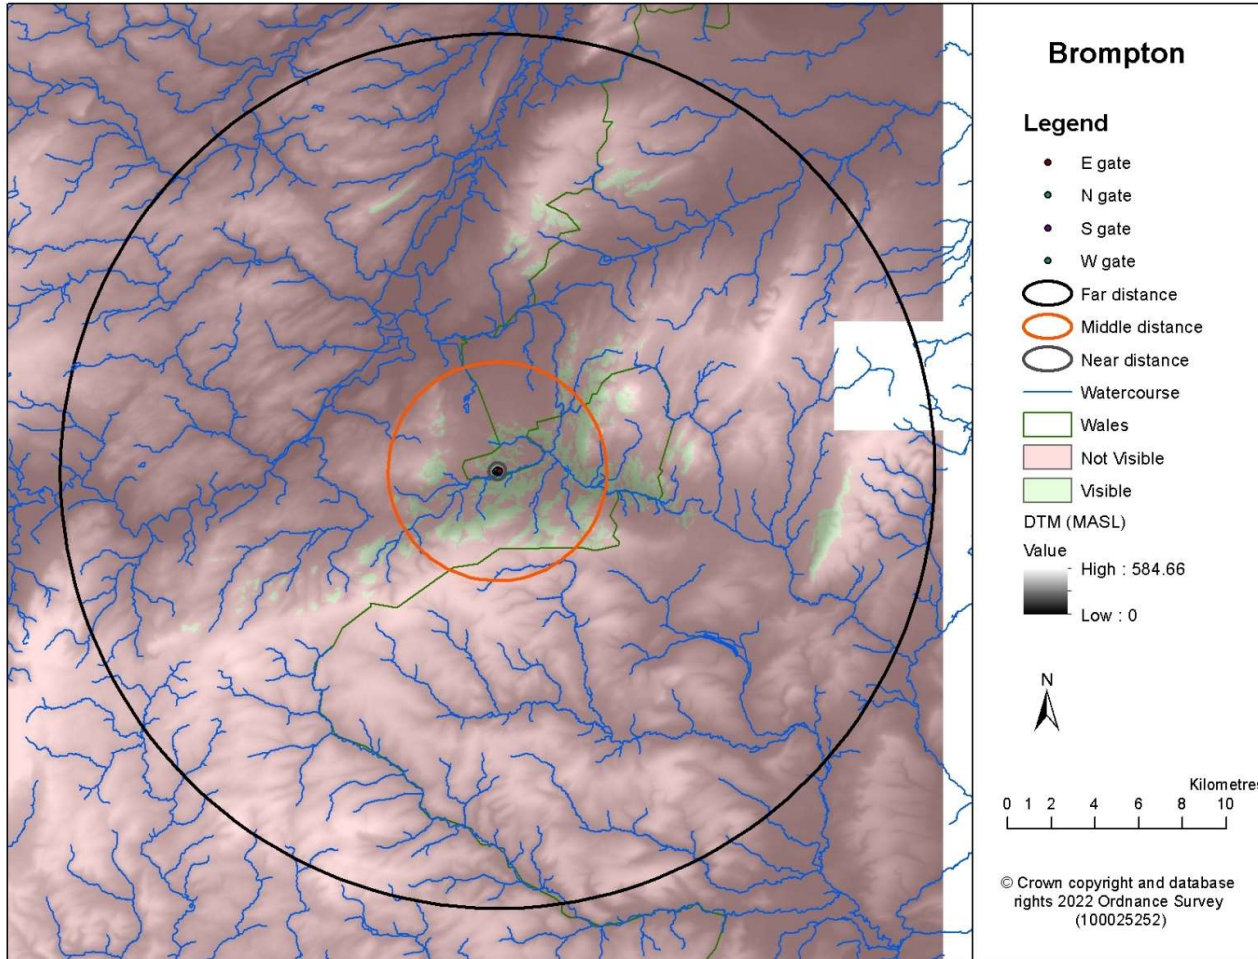 Brompton
Legend
E gate
N gate
S gate
W gate
Far distance
Middle distance
Near distance
Watercourse
Wales
Not Visible
Visible
DTM (MASL)
Value
High : 584.66
Low : 0
N
Kilometres
0 1 2 4 6 8 10
© Crown copyright and database
rights 2022 Ordnance Survey
(100025252)